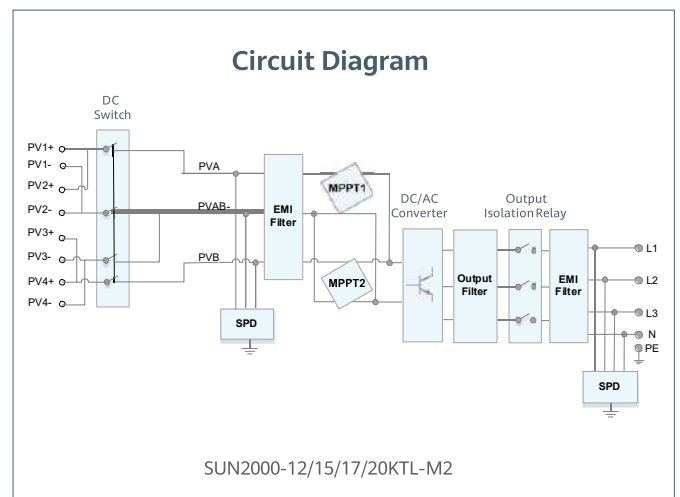 Circuit Diagram
DC
Switch
PV1+
PV1-
PV2+
PV2-
PV3+
PV3-
PV4+
PV4-
PVA
PVAB-
PVB
EMI
Filter
SPD
MPPT1
MPPT2
DC/AC
Converter
Output
Filter
Output
Isolation Relay
EMI
Filter
L1
L2
L3
N
PE
SPD
SUN2000-12/15/17/20KTL-M2